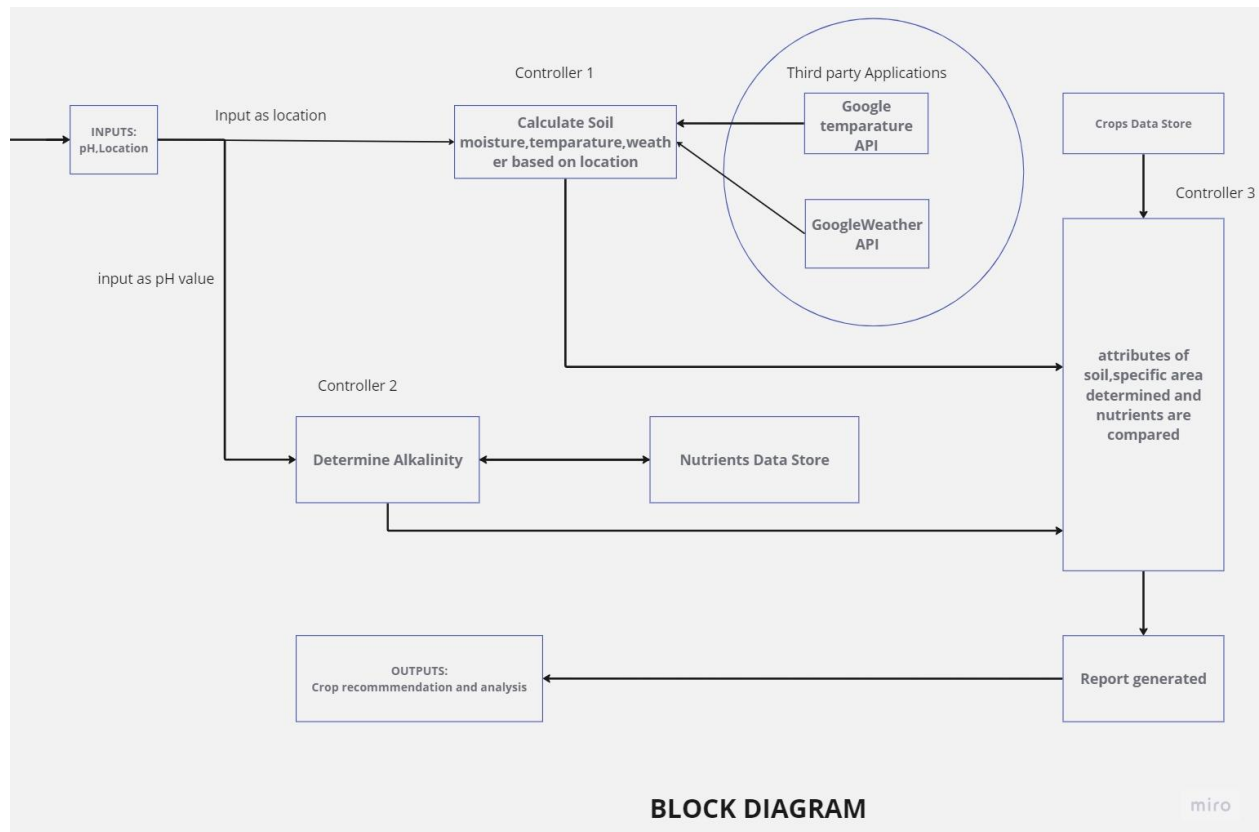 Controller 1
Third party Applications
Input as location
INPUTS:
pH,Location
Calculate Soil
moisture,temparature,weath
er based on location
Google
temparature
API
Crops Data Store
Controller 3
GoogleWeather
API
input as pH value
attributes of
soil,specific area
determined and
nutrients are
compared
Controller 2
Determine Alkalinity
Nutrients Data Store
OUTPUTS:
Crop recommmendation and analysis
Report generated
BLOCK DIAGRAM
miro